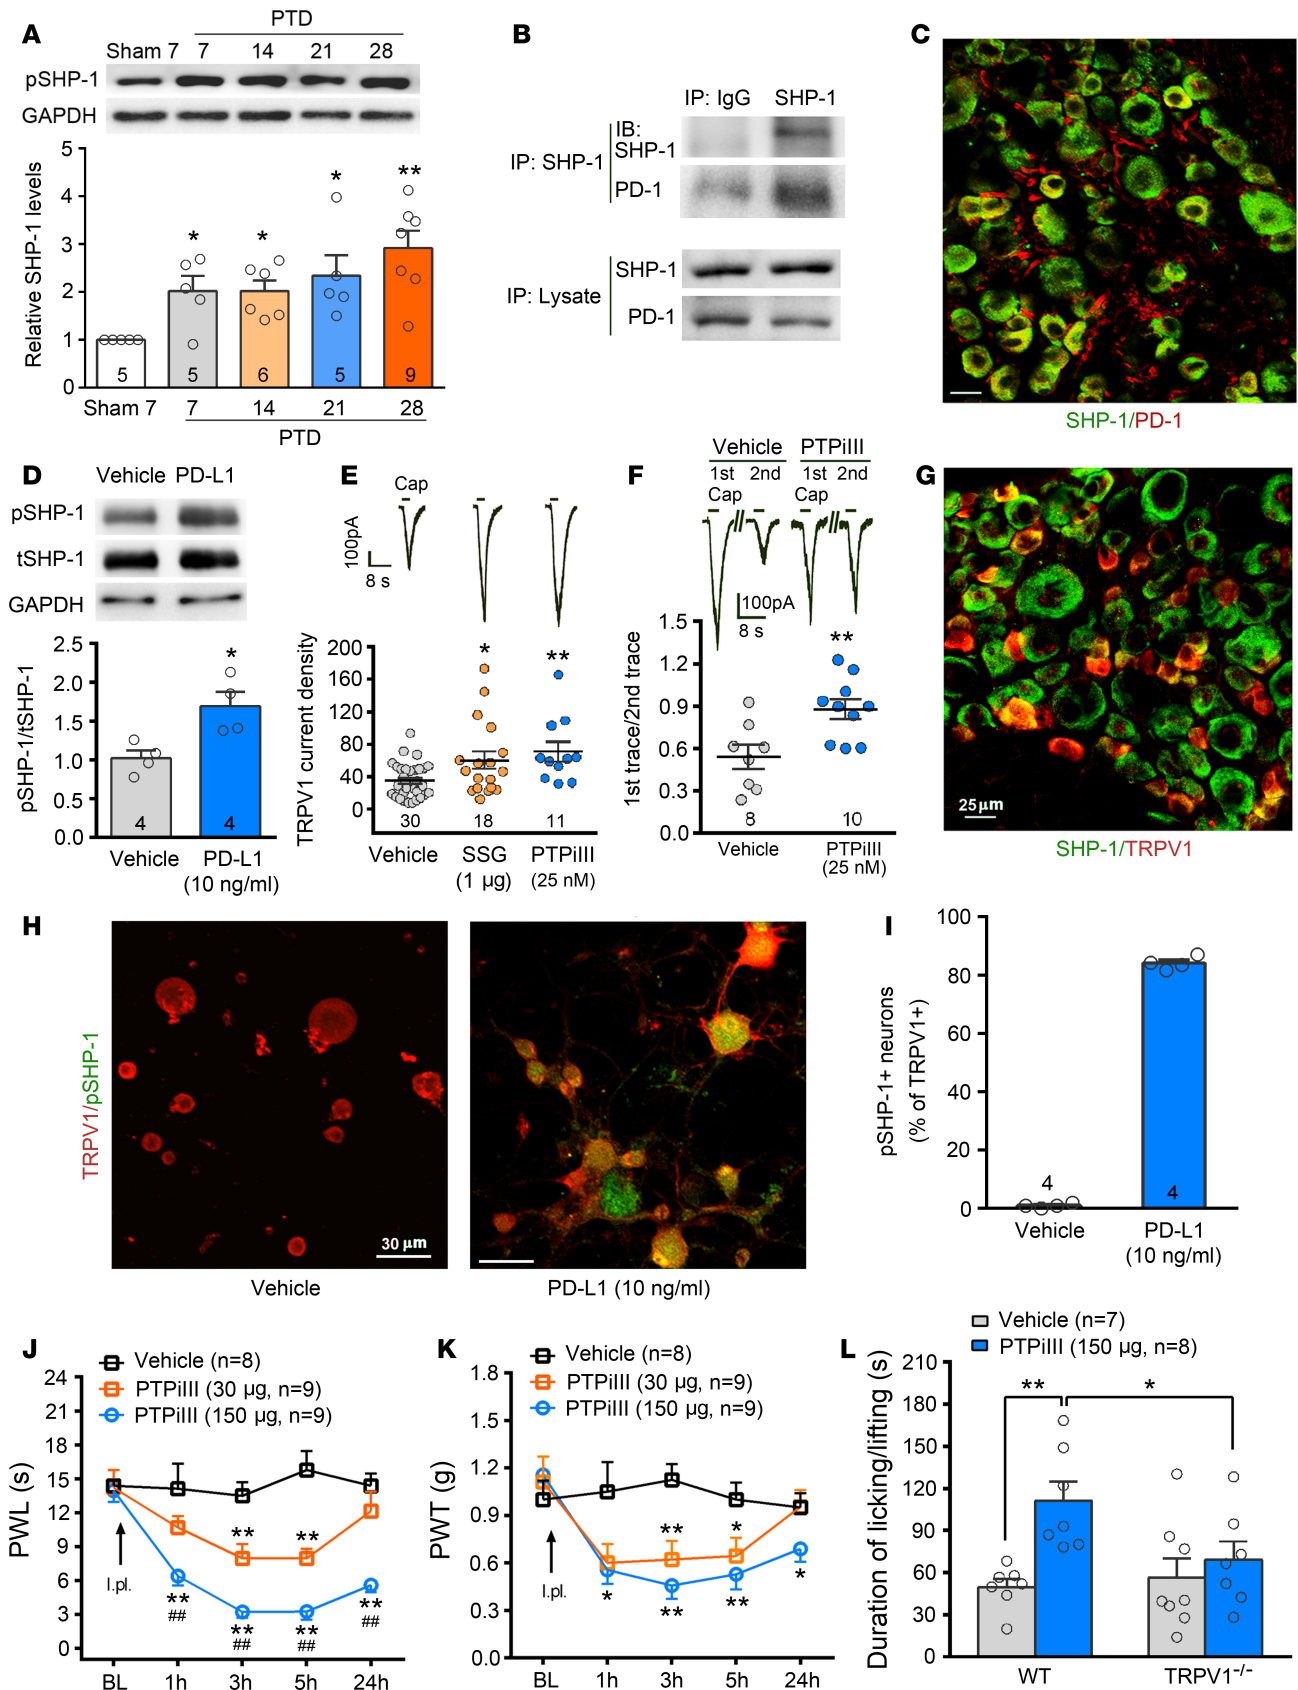 A
PTD
Sham 7 7 14 21 28
pSHP-1
GAPDH
Relative SHP-1 levels
5
4
3
2
1
0
* * * **
5 5 6 5 9
Sham 7 7 14 21 28
PTD
B
IP: IgG SHP-1
IP: SHP-1
IB:
SHP-1
PD-1
IP: Lysate
SHP-1
PD-1
C
SHP-1/PD-1
D
Vehicle PD-L1
pSHP-1
tSHP-1
GAPDH
pSHP-1/tSHP-1
2.5
2.0
1.5
1.0
0.5
0.0
*
4 4
Vehicle PD-L1
(10 ng/ml)
E
Cap
100pA
8 s
TRPV1 current density
200
160
120
80
40
0
* **
30 18 11
Vehicle SSG PTPiIII
(1 µg) (25 nM)
F
Vehicle PTPiIII
1st 2nd 1st 2nd
Cap Cap
100pA
8 s
1st trace/2nd trace
1.5
1.2
0.9
0.6
0.3
0.0
**
8 10
Vehicle PTPiIII
(25 nM)
G
25µm
SHP-1/TRPV1
H
TRPV1/pSHP-1
30 µm
Vehicle PD-L1 (10 ng/ml)
I
pSHP-1+ neurons
(% of TRPV1+)
100
80
60
40
20
0
4 4
Vehicle PD-L1
(10 ng/ml)
J
Vehicle (n=8)
PTPiIII (30 µg, n=9)
PTPiIII (150 µg, n=9)
PWL (s)
24
21
18
15
12
9
6
3
0
I.pl.
** **
** ** ** **
## ## ## ##
BL 1h 3h 5h 24h
K
Vehicle (n=8)
PTPiIII (30 µg, n=9)
PTPiIII (150 µg, n=9)
PWT (g)
1.8
1.5
1.2
0.9
0.6
0.3
0.0
I.pl.
** *
* ** ** *
BL 1h 3h 5h 24h
L
Vehicle (n=7)
PTPiIII (150 µg, n=8)
Duration of licking/lifting (s)
210
180
150
120
90
60
30
0
** *
WT TRPV1-/-